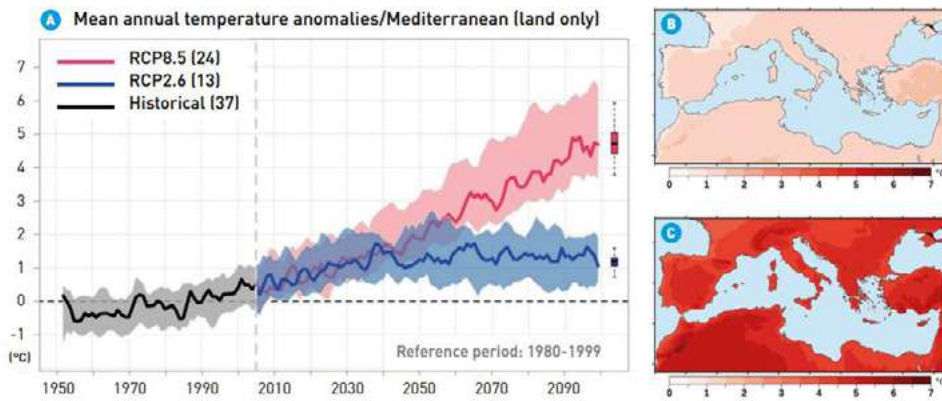 A Mean annual temperature anomalies/Mediterranean (land only)
RCP8.5 (24)
RCP2.6 (13)
Historical (37)
7
6
5
4
3
2
1
0
-1
(°C)
Reference period: 1980-1999
1950 1970 1990 2010 2030 2050 2070 2090
B
°C
0 1 2 3 4 5 6 7
C
°C
0 1 2 3 4 5 6 7